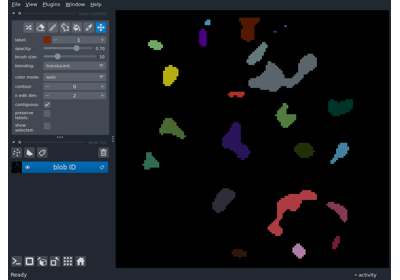 File View Plugins Window Help
label: 1
opacity: 0.70
brush size: 10
blending: translucent
color mode: auto
contour: 0
n edit dim: 2
contiguous:
preserve labels:
show selected:
blob ID
Ready
activity